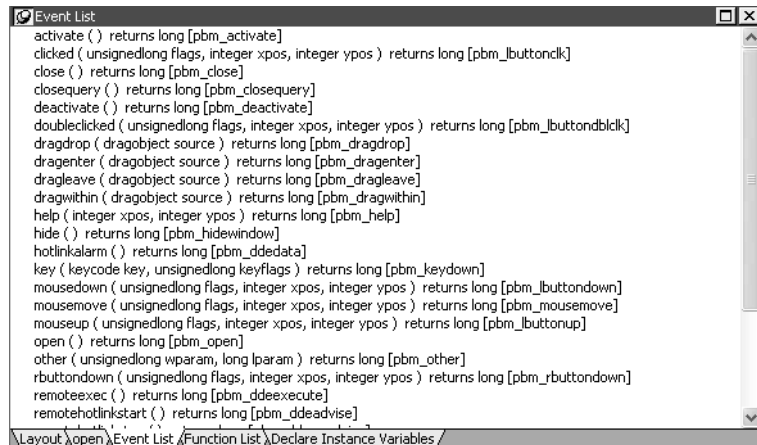 Event List
activate ( ) returns long [pbm_activate]
clicked ( unsignedlong flags, integer xpos, integer ypos ) returns long [pbm_lbuttonclk]
close ( ) returns long [pbm_close]
closequery ( ) returns long [pbm_closequery]
deactivate ( ) returns long [pbm_deactivate]
doubleclicked ( unsignedlong flags, integer xpos, integer ypos ) returns long [pbm_lbuttondblclk]
dragdrop ( dragobject source ) returns long [pbm_dragdrop]
dragenter ( dragobject source ) returns long [pbm_dragenter]
dragleave ( dragobject source ) returns long [pbm_dragleave]
dragwithin ( dragobject source ) returns long [pbm_dragwithin]
help ( integer xpos, integer ypos ) returns long [pbm_help]
hide ( ) returns long [pbm_hidewindow]
hotlinkalarm ( ) returns long [pbm_ddedata]
key ( keycode key, unsignedlong keyflags ) returns long [pbm_keydown]
mousedown ( unsignedlong flags, integer xpos, integer ypos ) returns long [pbm_lbuttondown]
mousemove ( unsignedlong flags, integer xpos, integer ypos ) returns long [pbm_mousemove]
mouseup ( unsignedlong flags, integer xpos, integer ypos ) returns long [pbm_lbuttonup]
open ( ) returns long [pbm_open]
other ( unsignedlong wparam, long lparam ) returns long [pbm_other]
rbuttondown ( unsignedlong flags, integer xpos, integer ypos ) returns long [pbm_rbuttondown]
remoteexec ( ) returns long [pbm_ddeexecute]
remotehotlinkstart ( ) returns long [pbm_ddeadvise]
Layout open Event List Function List Declare Instance Variables